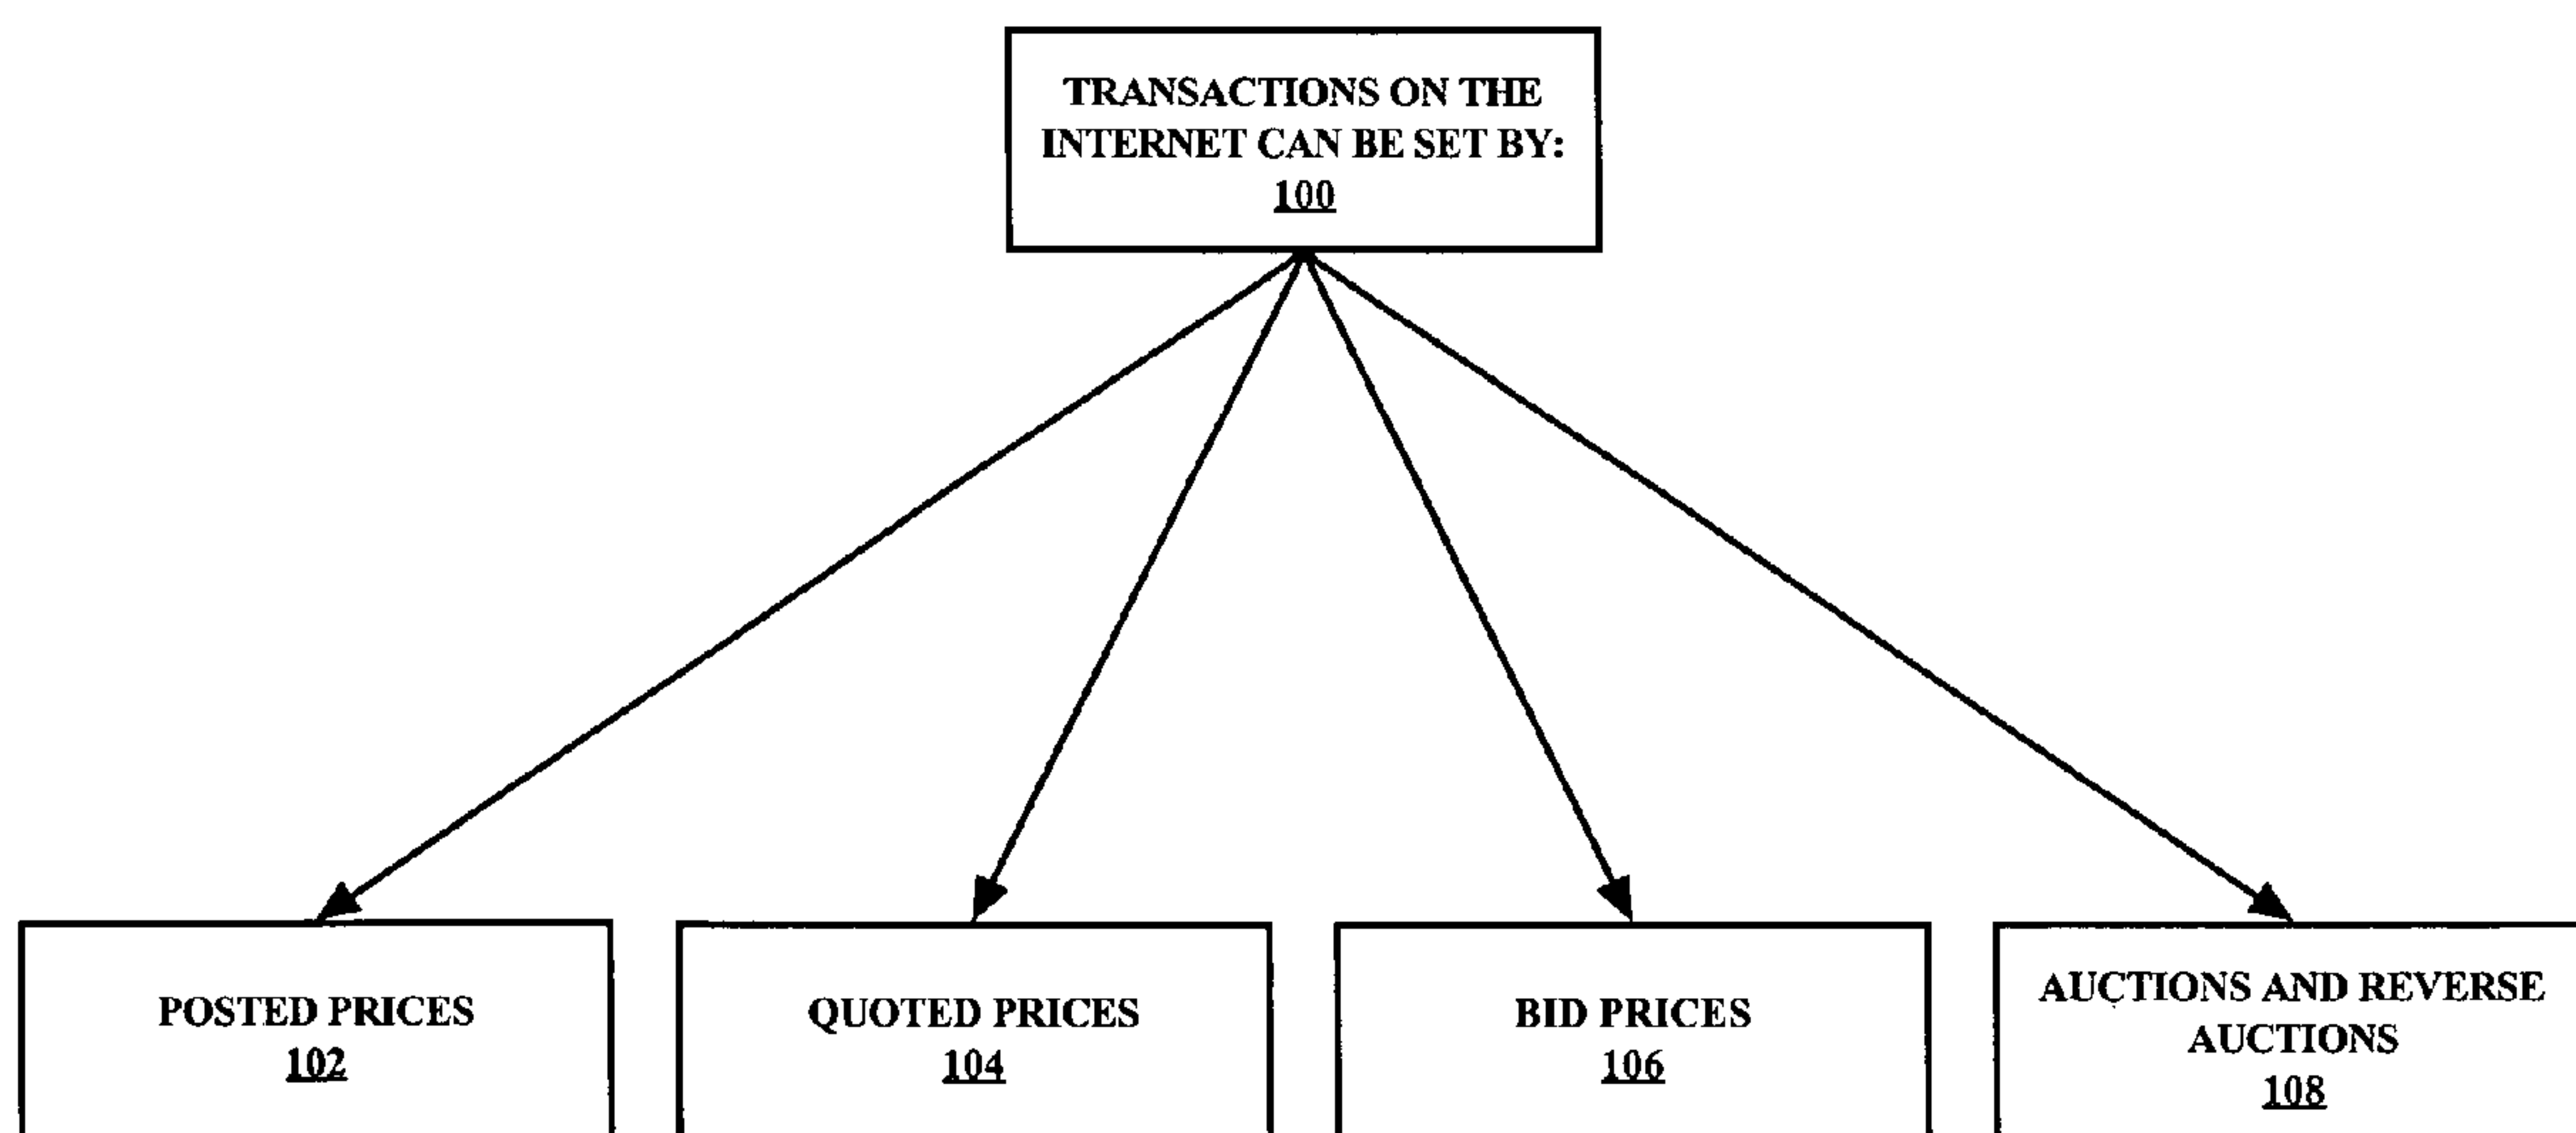 TRANSACTIONS ON THE
INTERNET CAN BE SET BY:
100
POSTED PRICES
102
QUOTED PRICES
104
BID PRICES
106
AUCTIONS AND REVERSE
AUCTIONS
108